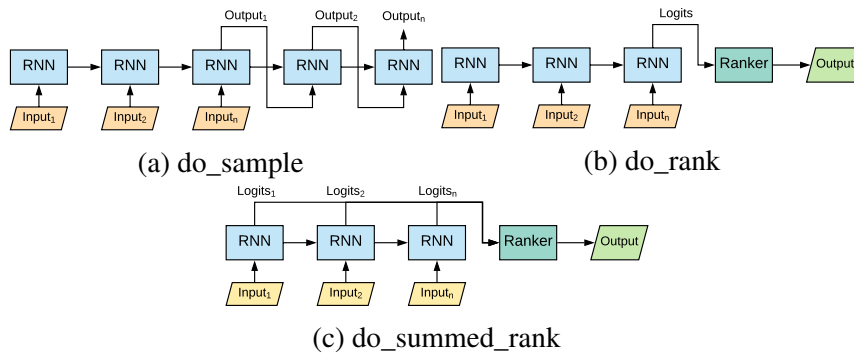 Output₁ Output₂ Outputₙ
RNN RNN RNN RNN RNN
Input₁ Input₂ Inputₙ
(a) do_sample
Logits
RNN RNN RNN Ranker Output
Input₁ Input₂ Inputₙ
(b) do_rank
Logits₁ Logits₂ Logitsₙ
RNN RNN RNN Ranker Output
Input₁ Input₂ Inputₙ
(c) do_summed_rank